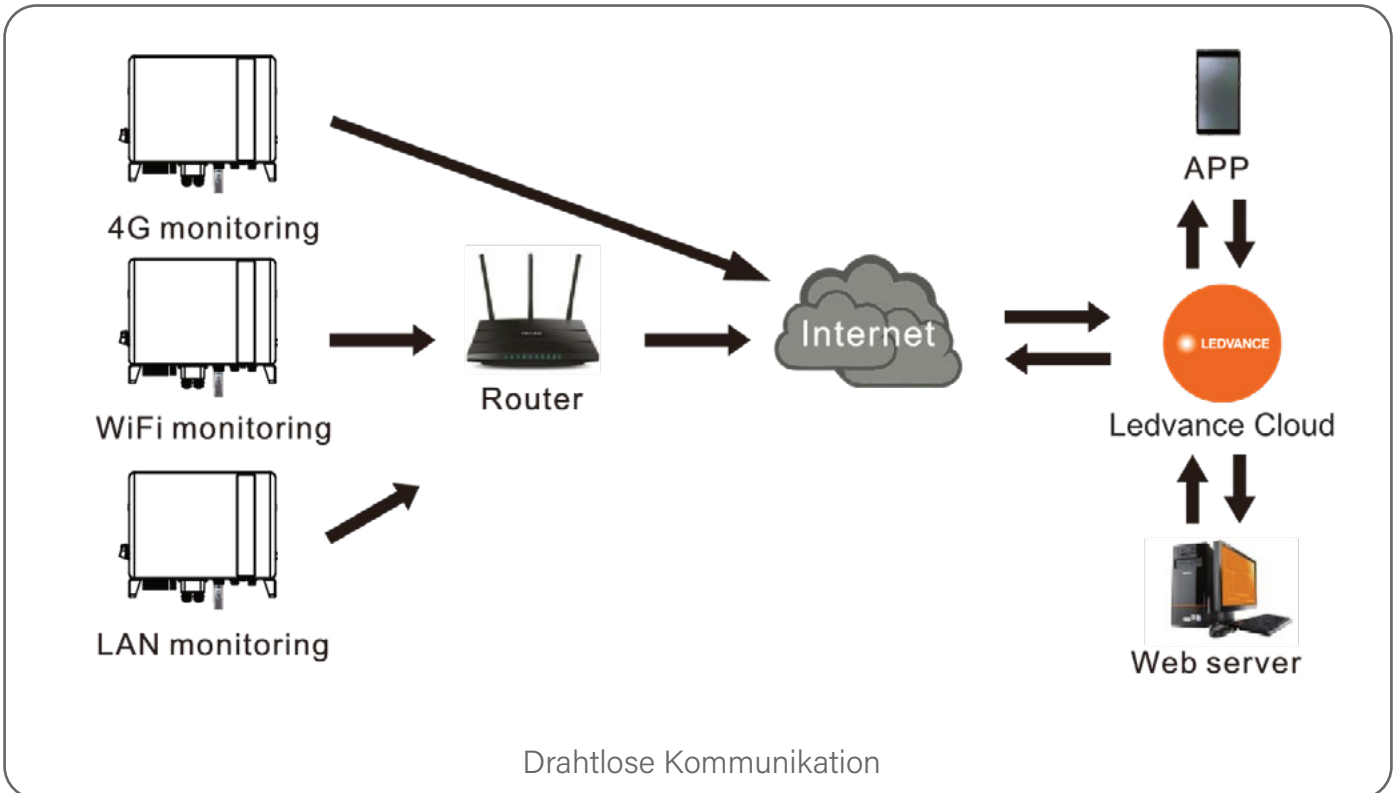 4G monitoring
WiFi monitoring
LAN monitoring
Router
Internet
APP
LEDVANCE
Ledvance Cloud
Web server
Drahtlose Kommunikation